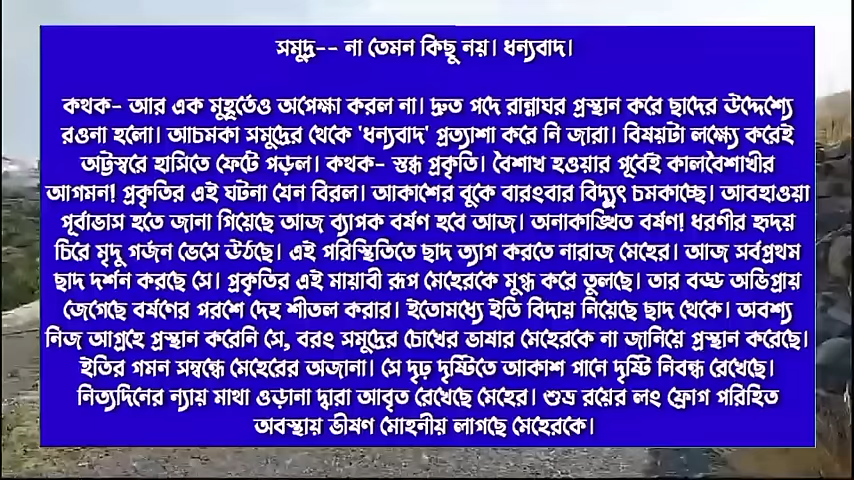 সমুদ্র-- না তেমন কিছু নয়। ধন্যবাদ।
কথক- আর এক মুহূর্তেও অপেক্ষা করল না। দ্রুত পদে রান্নাঘর প্রস্থান করে ছাদের উদ্দেশ্যে
রওনা হলো। আচমকা সমুদ্রের থেকে 'ধন্যবাদ' প্রত্যাশা করে নি জারা। বিষয়টা লক্ষ্যে করেই
অট্টস্বরে হাসিতে ফেটে পড়ল। কথক- স্তব্ধ প্রকৃতি। বৈশাখ হওয়ার পূর্বেই কালবৈশাখীর
আগমন! প্রকৃতির এই ঘটনা যেন বিরল। আকাশের বুকে বারংবার বিদ্যুৎ চমকাচ্ছে। আবহাওয়া
পূর্বাভাস হতে জানা গিয়েছে আজ ব্যাপক বর্ষণ হবে আজ। অনাকাঙ্খিত বর্ষণ! ধরণীর হৃদয়
চিরে মৃদু গর্জন ভেসে উঠছে। এই পরিস্থিতিতে ছাদ ত্যাগ করতে নারাজ মেহের। আজ সর্বপ্রথম
ছাদ দর্শন করছে সে। প্রকৃতির এই মায়াবী রূপ মেহেরকে মুগ্ধ করে তুলছে। তার বড্ড অভিপ্রায়
জেগেছে বর্ষণের পরশে দেহ শীতল করার। ইতোমধ্যে ইতি বিদায় নিয়েছে ছাদ থেকে। অবশ্য
নিজ আগ্রহে প্রস্থান করেনি সে, বরং সমুদ্রের চোখের ভাষার মেহেরকে না জানিয়ে প্রস্থান করেছে।
ইতির গমন সম্বন্ধে মেহেরের অজানা। সে দৃঢ় দৃষ্টিতে আকাশ পানে দৃষ্টি নিবন্ধ রেখেছে।
নিত্যদিনের ন্যায় মাথা ওড়ানা দ্বারা আবৃত রেখেছে মেহের। শুভ্র রয়ের লং ফ্রোগ পরিহিত
অবস্থায় ভীষণ মোহনীয় লাগছে মেহেরকে।